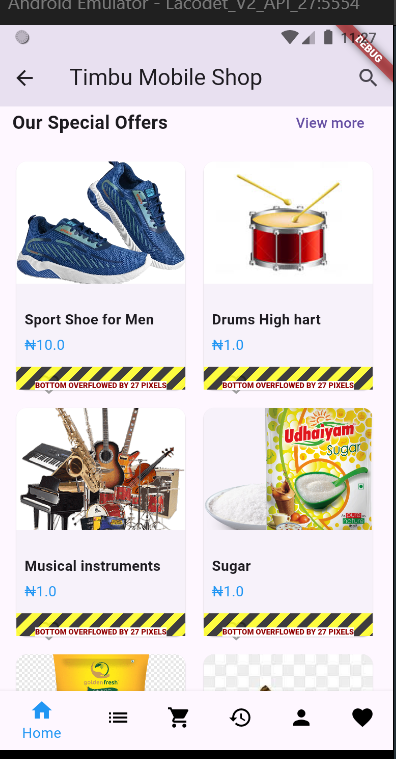 Android Emulator - Lacodet_V2_API_27:5554
11:27
DEBUG
Timbu Mobile Shop
Our Special Offers
View more
Sport Shoe for Men
Drums High hart
₦10.0
₦1.0
BOTTOM OVERFLOWED BY 27 PIXELS
BOTTOM OVERFLOWED BY 27 PIXELS
Udhaiyam
Sugar
Musical instruments
Sugar
₦1.0
₦1.0
BOTTOM OVERFLOWED BY 27 PIXELS
BOTTOM OVERFLOWED BY 27 PIXELS
goldenfresh
Home